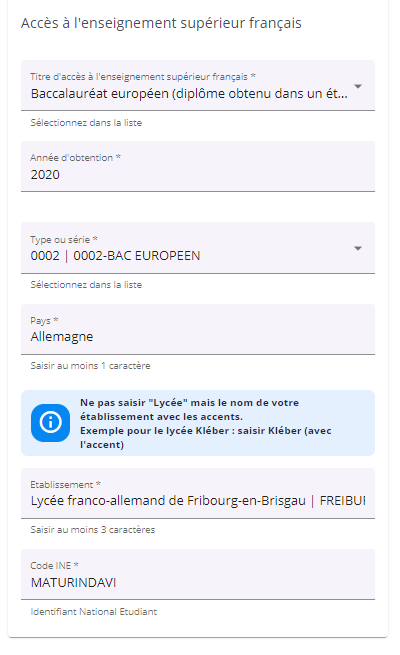 Accès à l'enseignement supérieur français
Titre d'accès à l'enseignement supérieur français *
Baccalauréat européen (diplôme obtenu dans un ét...
Sélectionnez dans la liste
Année d'obtention *
2020
Type ou série *
0002 | 0002-BAC EUROPEEN
Sélectionnez dans la liste
Pays *
Allemagne
Saisir au moins 1 caractère
Ne pas saisir "Lycée" mais le nom de votre
établissement avec les accents.
Exemple pour le lycée Kléber : saisir Kléber (avec
l'accent)
Etablissement *
Lycée franco-allemand de Fribourg-en-Brisgau | FREIBUR
Saisir au moins 3 caractères
Code INE *
MATURINDAVI
Identifiant National Etudiant